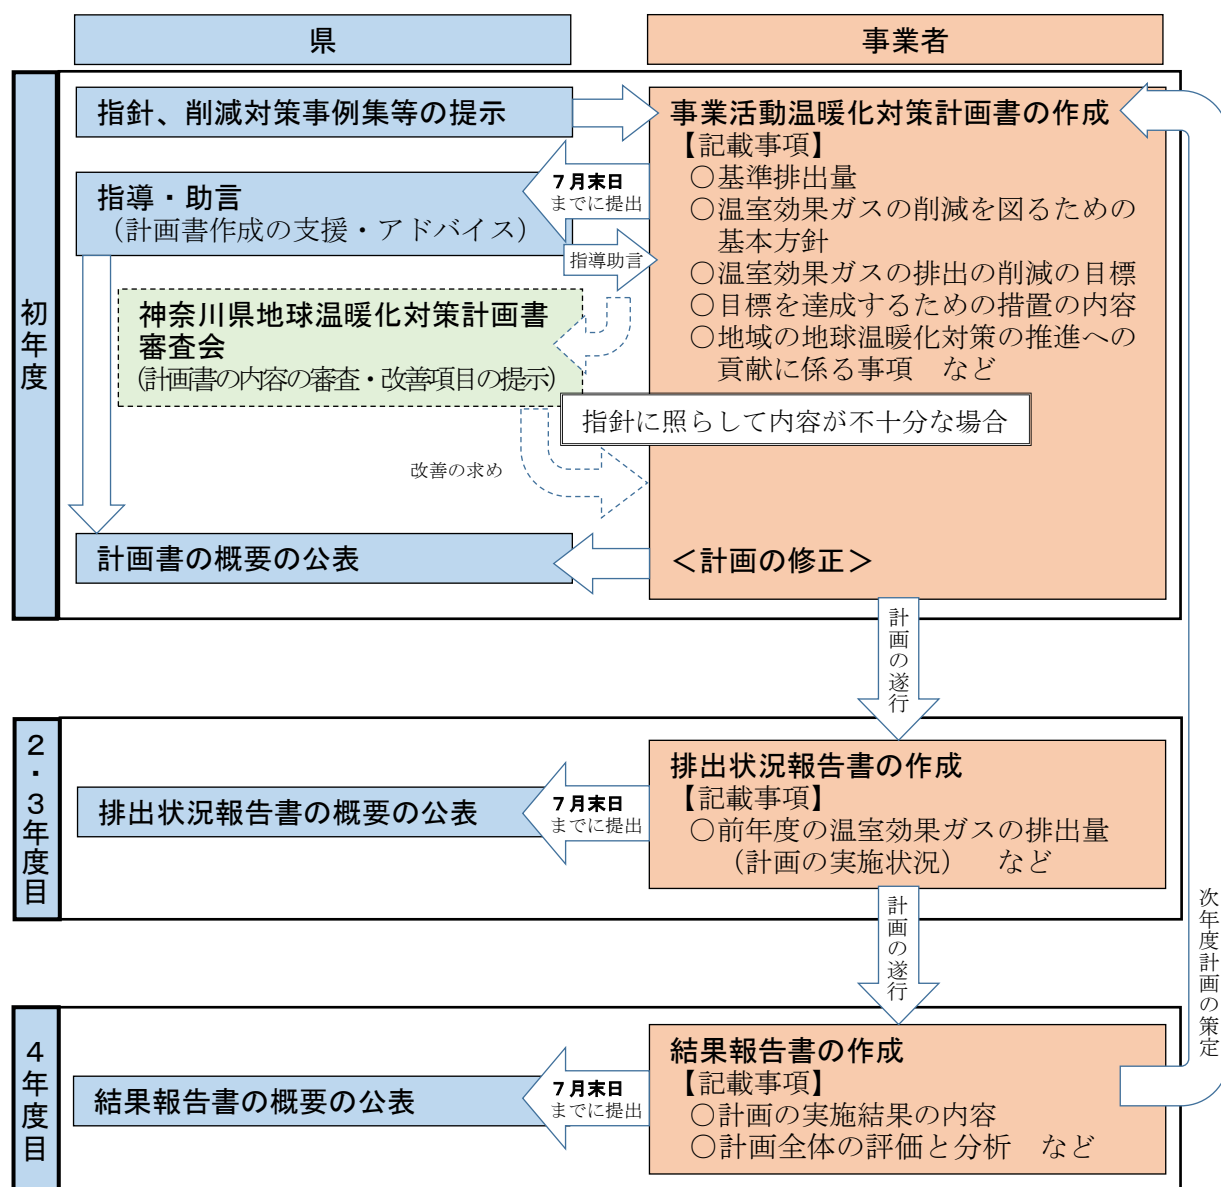 県
事業者
初年度
指針、削減対策事例集等の提示
指導・助言
（計画書作成の支援・アドバイス）
7月末日
までに提出
指導助言
神奈川県地球温暖化対策計画書
審査会
（計画書の内容の審査・改善項目の提示）
改善の求め
計画書の概要の公表
事業活動温暖化対策計画書の作成
【記載事項】
○基準排出量
○温室効果ガスの削減を図るための
基本方針
○温室効果ガスの排出の削減の目標
○目標を達成するための措置の内容
○地域の地球温暖化対策の推進への
貢献に係る事項　など
指針に照らして内容が不十分な場合
＜計画の修正＞
計画の遂行
２・３年度目
排出状況報告書の概要の公表
7月末日
までに提出
排出状況報告書の作成
【記載事項】
○前年度の温室効果ガスの排出量
（計画の実施状況）　など
計画の遂行
４年度目
結果報告書の概要の公表
7月末日
までに提出
結果報告書の作成
【記載事項】
○計画の実施結果の内容
○計画全体の評価と分析　など
次年度計画の策定